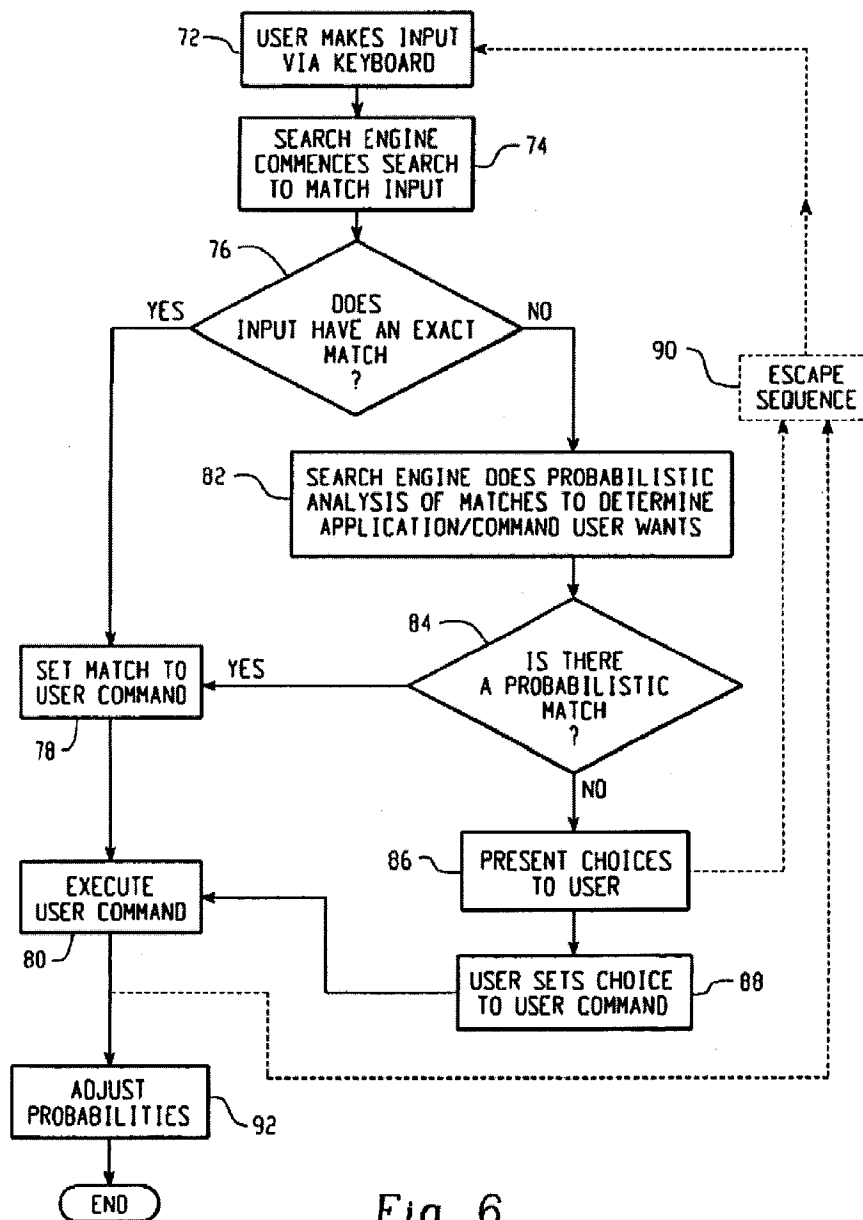 72
USER MAKES INPUT
VIA KEYBOARD
SEARCH ENGINE
COMMENCES SEARCH
TO MATCH INPUT
74
76
YES
DOES
INPUT HAVE AN EXACT
MATCH
?
NO
90
ESCAPE
SEQUENCE
82
SEARCH ENGINE DOES PROBABILISTIC
ANALYSIS OF MATCHES TO DETERMINE
APPLICATION/COMMAND USER WANTS
84
IS THERE
A PROBABILISTIC
MATCH
?
YES
SET MATCH TO
USER COMMAND
78
NO
86
PRESENT CHOICES
TO USER
EXECUTE
USER COMMAND
80
USER SETS CHOICE
TO USER COMMAND
88
ADJUST
PROBABILITIES
92
END
Fig. 6